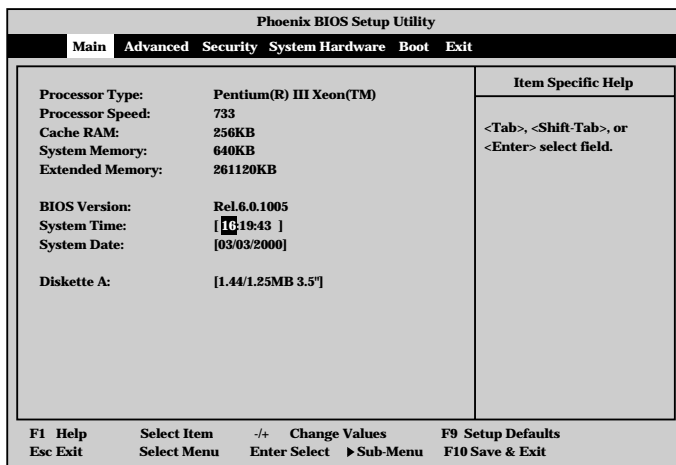 Phoenix BIOS Setup Utility
Main Advanced Security System Hardware Boot Exit
Item Specific Help
<Tab>, <Shift-Tab>, or
<Enter> select field.
Processor Type: Pentium(R) III Xeon(TM)
Processor Speed: 733
Cache RAM: 256KB
System Memory: 640KB
Extended Memory: 261120KB
BIOS Version: Rel.6.0.1005
System Time: [ 16:19:43 ]
System Date: [03/03/2000]
Diskette A: [1.44/1.25MB 3.5"]
F1 Help Select Item -/+ Change Values F9 Setup Defaults
Esc Exit Select Menu Enter Select ▶Sub-Menu F10 Save & Exit